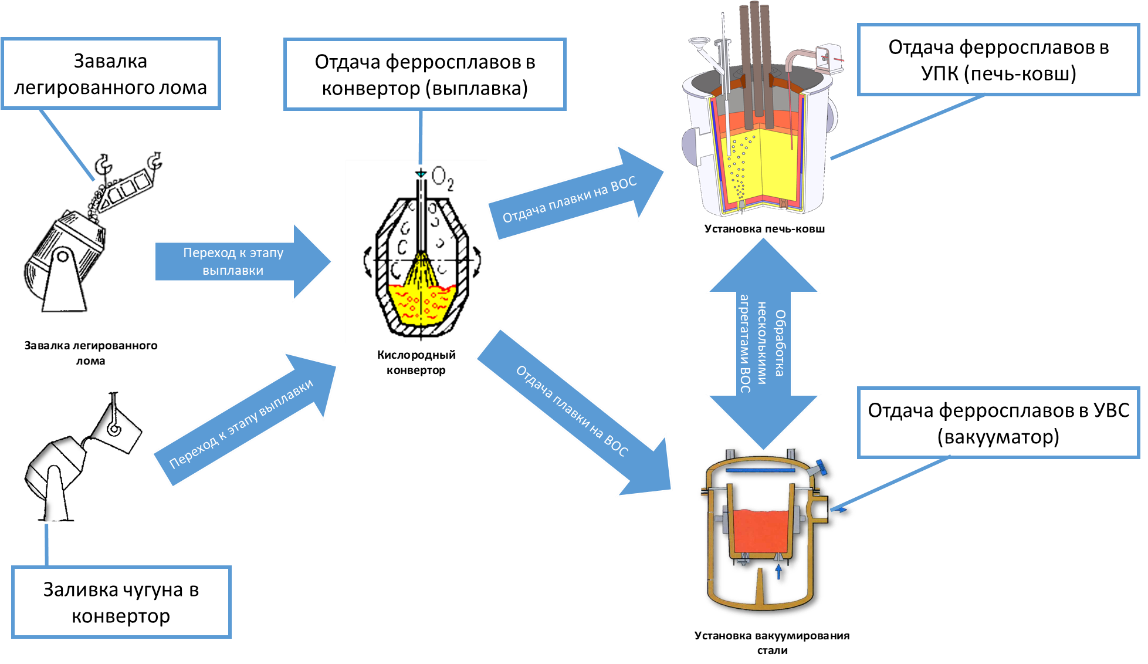 Завалка
легированного лома
Отдача ферросплавов в
конвертор (выплавка)
Отдача ферросплавов в
УПК (печь-ковш)
O₂
Отдача плавки на ВОС
Установка печь-ковш
Переход к этапу
выплавки
Завалка легированного
лома
Кислородный
конвертор
Обработка
несколькими
агрегатами ВОС
Переход к этапу выплавки
Отдача плавки на ВОС
Отдача ферросплавов в УВС
(вакууматор)
Заливка чугуна в
конвертор
Установка вакуумирования
стали